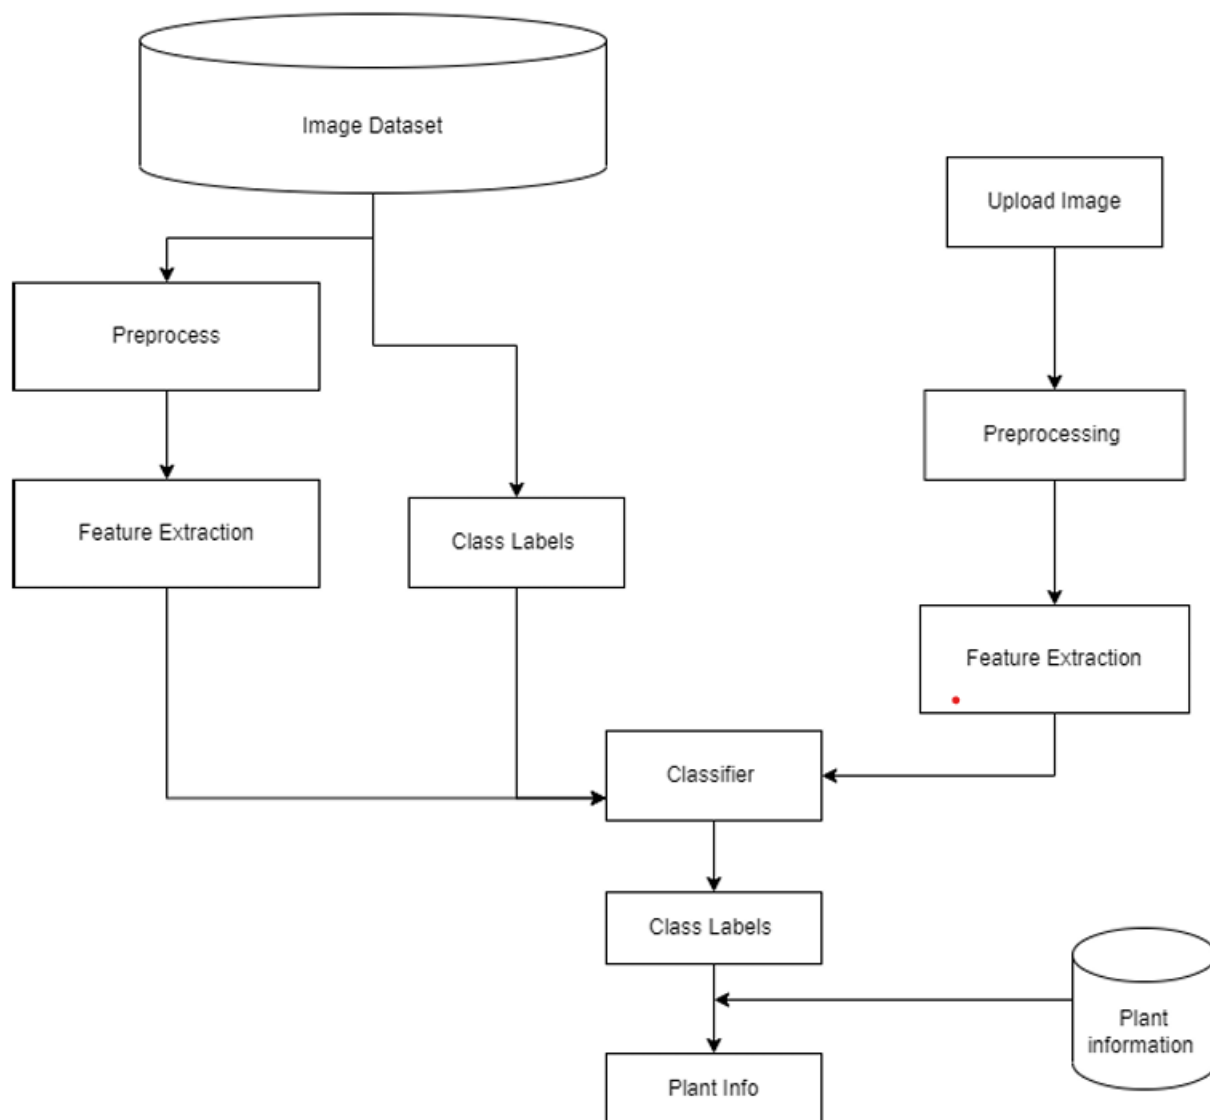 Image Dataset
Upload Image
Preprocess
Preprocessing
Feature Extraction
Class Labels
Feature Extraction
Classifier
Class Labels
Plant
information
Plant Info